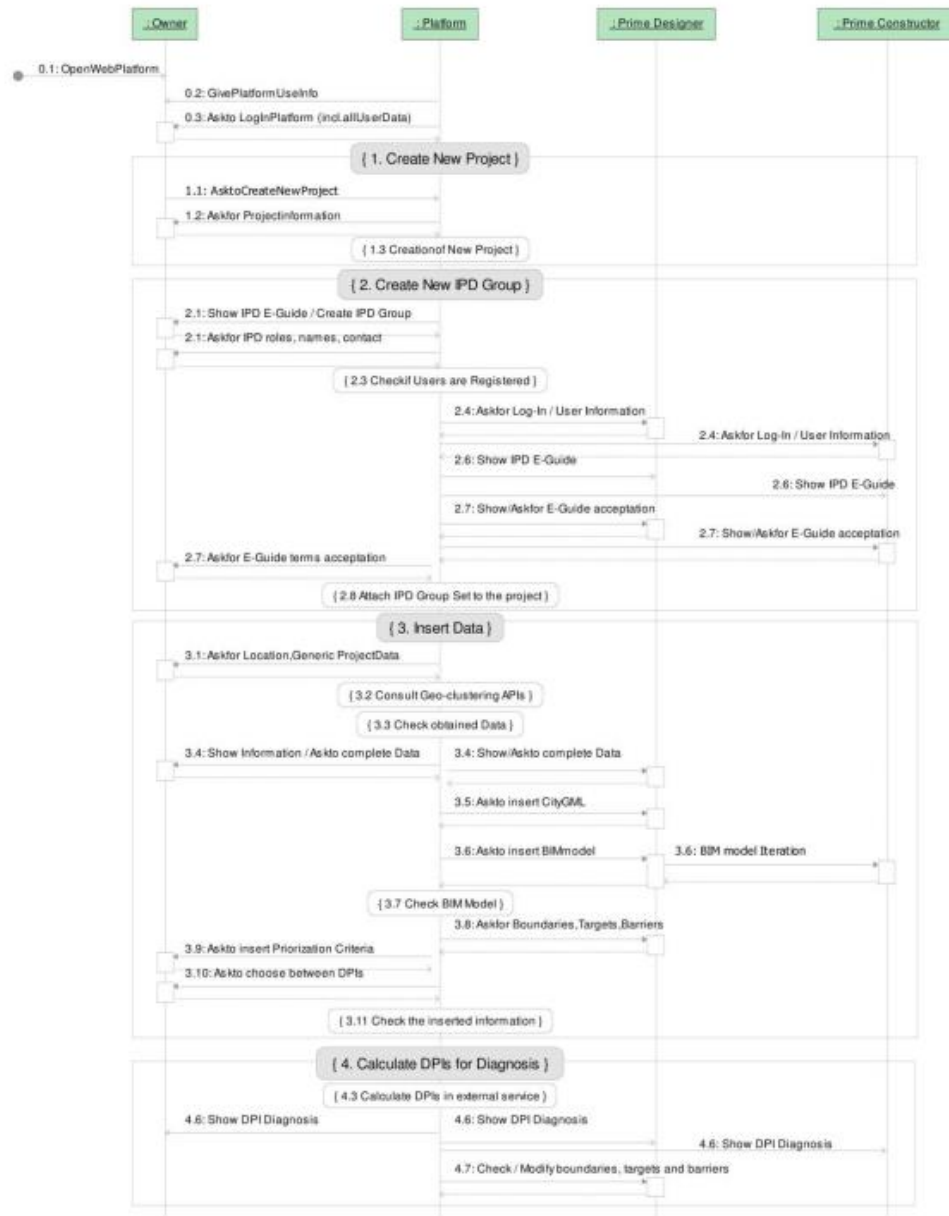 .: Owner
.: Platform
.: Prime Designer
.: Prime Constructor
0.1: OpenWebPlatform
0.2: GivePlatformUseInfo
0.3: Askto LogInPlatform (incl.allUserData)
{ 1. Create New Project }
1.1: AsktoCreateNewProject
1.2: Askfor ProjectInformation
{ 1.3 Creationof New Project }
{ 2. Create New IPD Group }
2.1: Show IPD E-Guide / Create IPD Group
2.1: Askfor IPD roles, names, contact
{ 2.3 Checkif Users are Registered }
2.4: Askfor Log-In / User Information
2.4: Askfor Log-In / User Information
2.6: Show IPD E-Guide
2.6: Show IPD E-Guide
2.7: Show/Askfor E-Guide acceptation
2.7: Show/Askfor E-Guide acceptation
2.7: Askfor E-Guide terms acceptation
{ 2.8 Attach IPD Group Set to the project }
{ 3. Insert Data }
3.1: Askfor Location,Generic ProjectData
{ 3.2 Consult Geo-clustering APIs }
{ 3.3 Check obtained Data }
3.4: Show Information / Askto complete Data
3.4: Show/Askto complete Data
3.5: Askto insert CityGML
3.6: Askto insert BIMmodel
3.6: BIM model Iteration
{ 3.7 Check BIM Model }
3.8: Askfor Boundaries,Targets,Barriers
3.9: Askto insert Priorization Criteria
3.10: Askto choose between DPIs
{ 3.11 Check the inserted information }
{ 4. Calculate DPIs for Diagnosis }
{ 4.3 Calculate DPIs in external service }
4.6: Show DPI Diagnosis
4.6: Show DPI Diagnosis
4.6: Show DPI Diagnosis
4.7: Check / Modify boundaries, targets and barriers